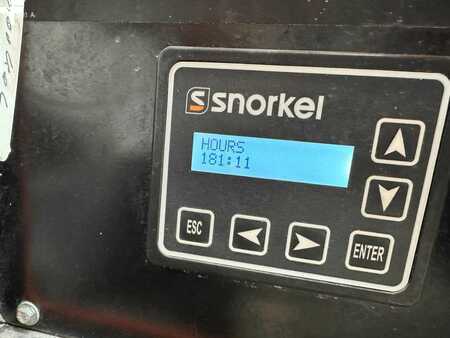 snorkel
HOURS
181:11
ESC
ENTER